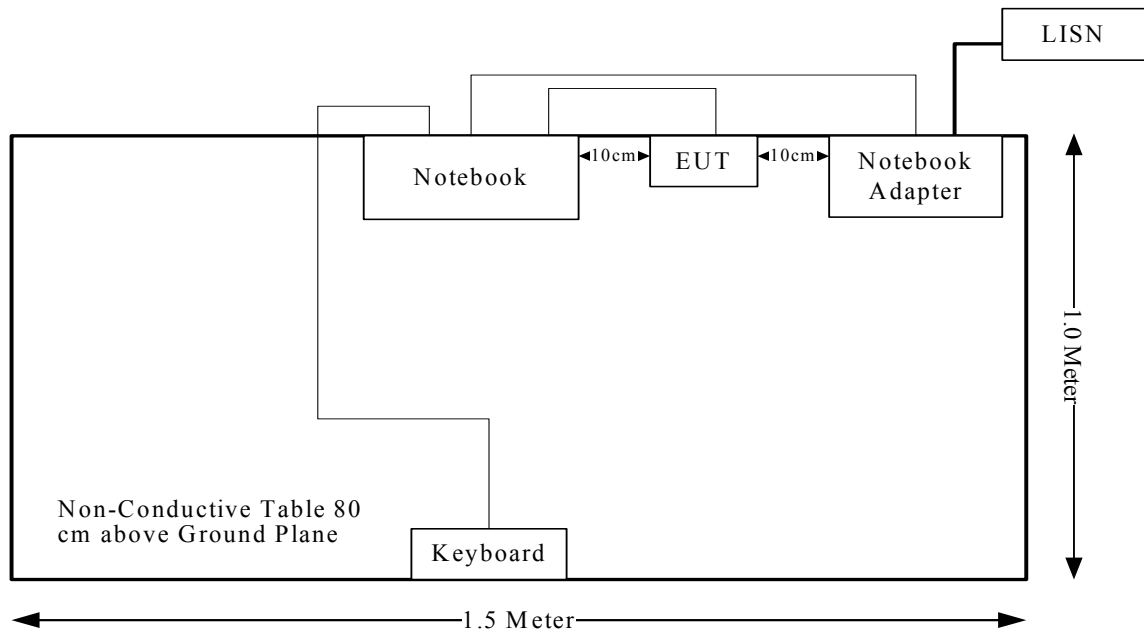 LISN
10cm
10cm
Notebook
EUT
Notebook
Adapter
1.0 Meter
Non-Conductive Table 80
cm above Ground Plane
Keyboard
1.5 Meter